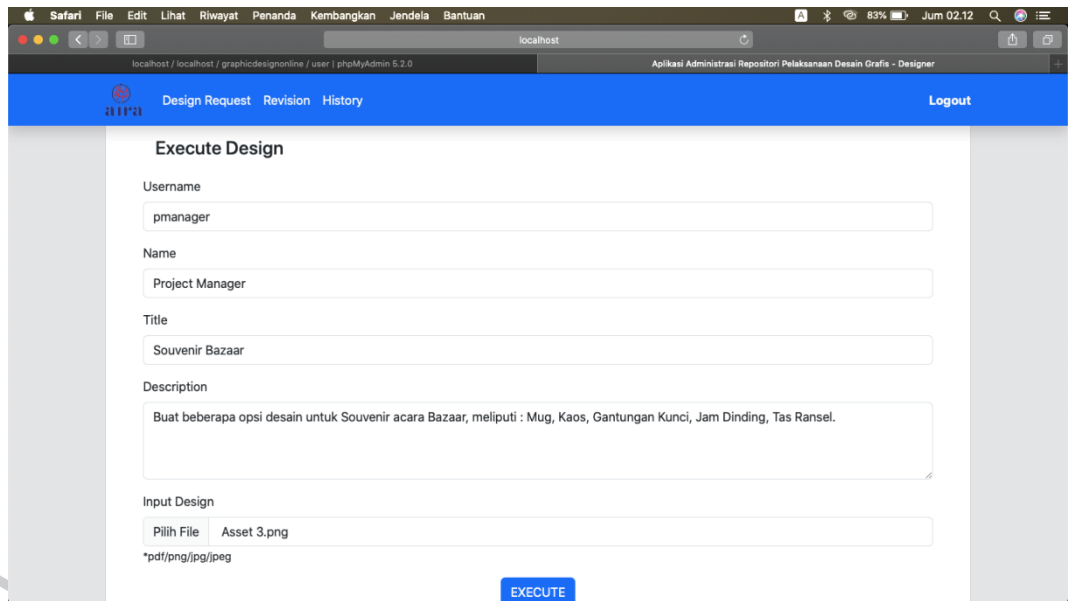 Safari File Edit Lihat Riwayat Penanda Kembangkan Jendela Bantuan A 83% Jum 02.12
localhost
localhost / localhost / graphicdesignonline / user | phpMyAdmin 5.2.0 Aplikasi Administrasi Repositori Pelaksanaan Desain Grafis - Designer
aira Design Request Revision History Logout
Execute Design
Username
pmanager
Name
Project Manager
Title
Souvenir Bazaar
Description
Buat beberapa opsi desain untuk Souvenir acara Bazaar, meliputi : Mug, Kaos, Gantungan Kunci, Jam Dinding, Tas Ransel.
Input Design
Pilih File Asset 3.png
*pdf/png/jpg/jpeg
EXECUTE